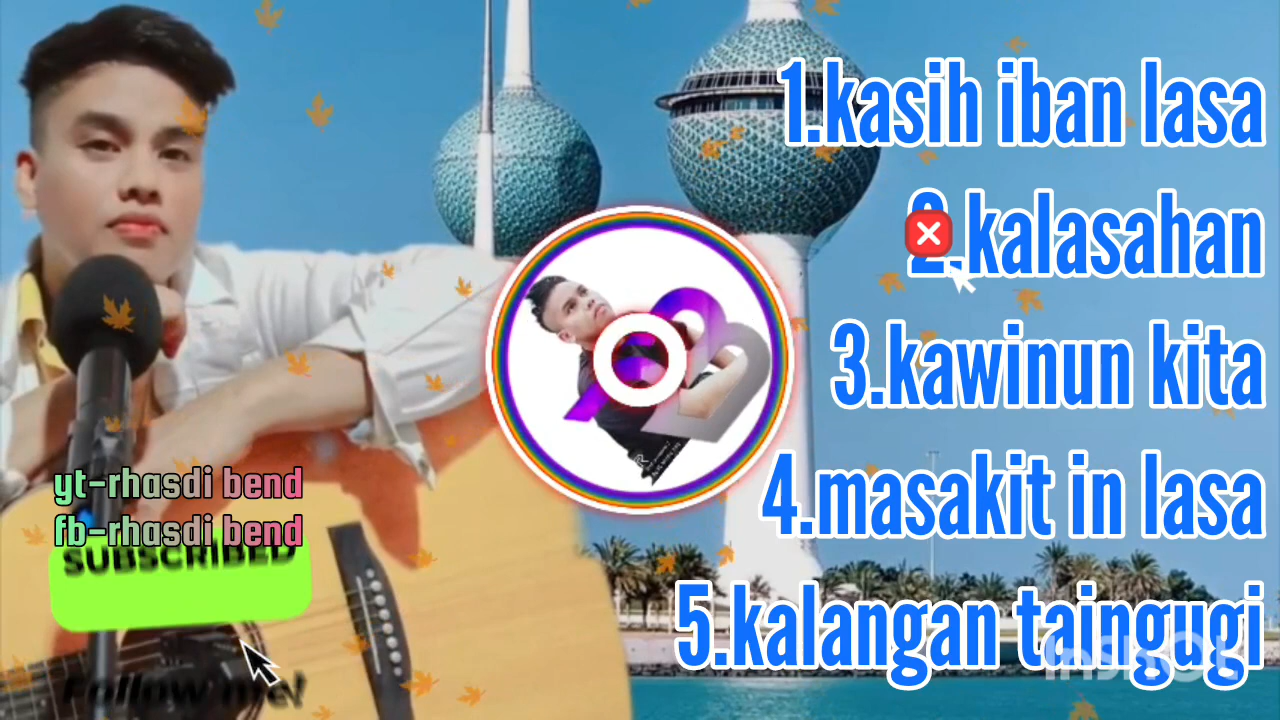 1.kasih iban lasa
2.kalasahan
3.kawinun kita
4.masakit in lasa
5.kalangan taingugi
yt-rhasdi bend
fb-rhasdi bend
SUBSCRIBED
Follow me!
InShOt